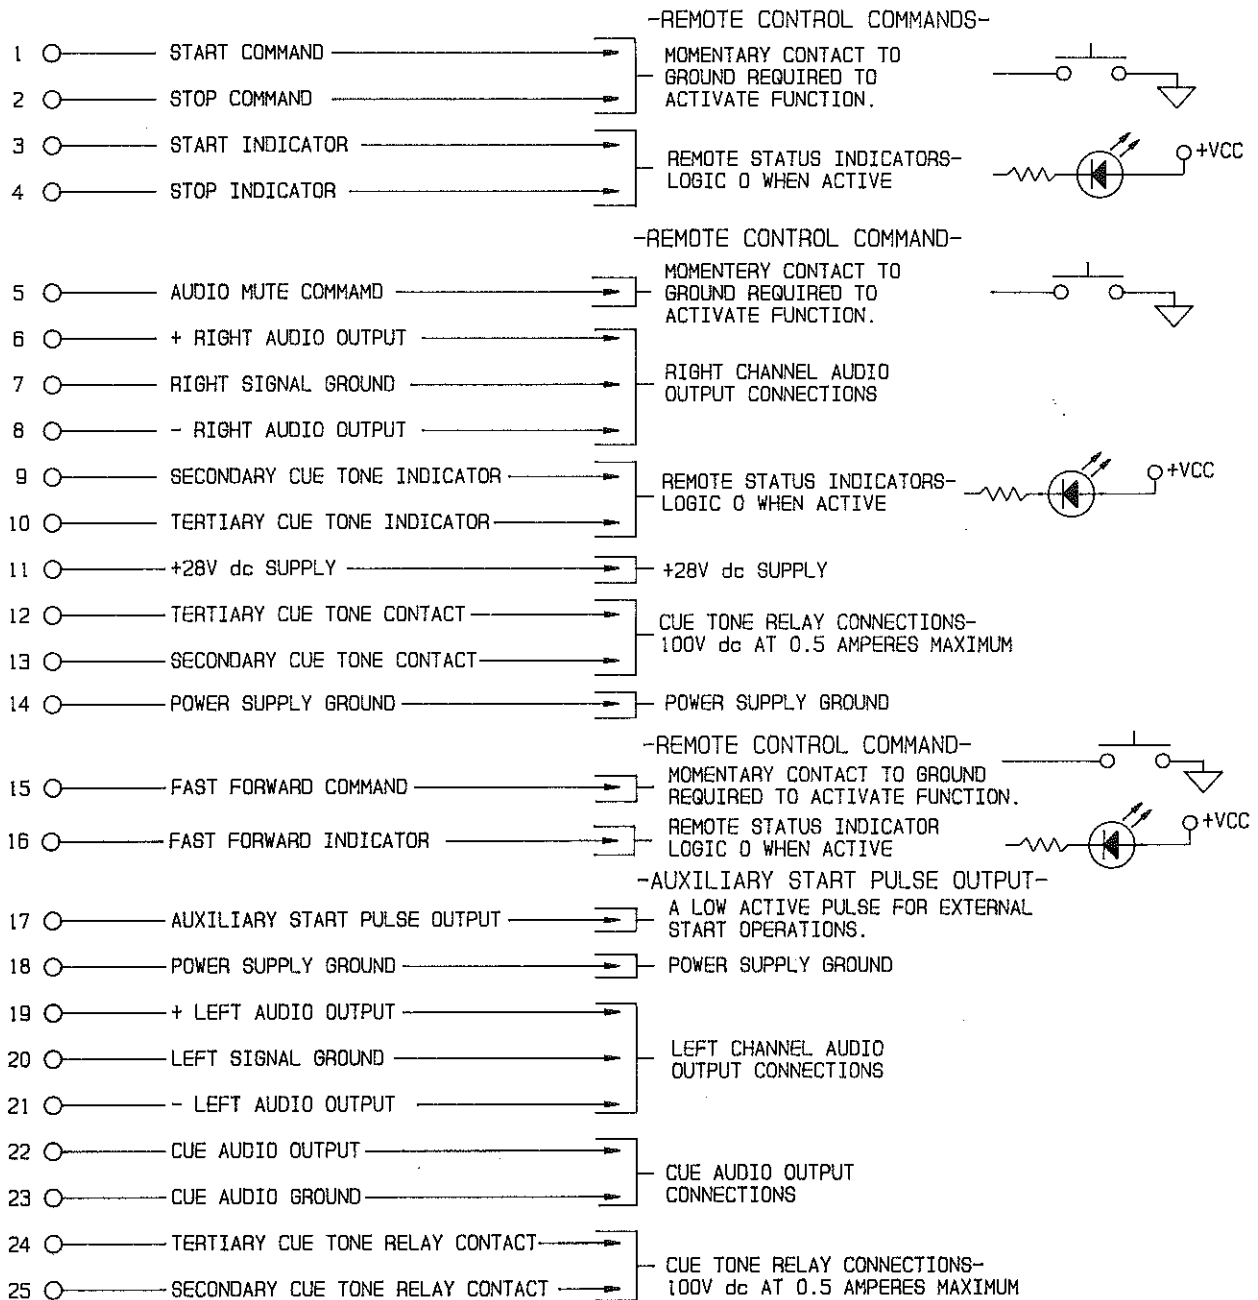 -REMOTE CONTROL COMMANDS-
1 START COMMAND
2 STOP COMMAND
MOMENTARY CONTACT TO
GROUND REQUIRED TO
ACTIVATE FUNCTION.
3 START INDICATOR
4 STOP INDICATOR
REMOTE STATUS INDICATORS-
LOGIC 0 WHEN ACTIVE
+VCC
-REMOTE CONTROL COMMAND-
5 AUDIO MUTE COMMAMD
MOMENTERY CONTACT TO
GROUND REQUIRED TO
ACTIVATE FUNCTION.
6 + RIGHT AUDIO OUTPUT
7 RIGHT SIGNAL GROUND
8 - RIGHT AUDIO OUTPUT
RIGHT CHANNEL AUDIO
OUTPUT CONNECTIONS
9 SECONDARY CUE TONE INDICATOR
10 TERTIARY CUE TONE INDICATOR
REMOTE STATUS INDICATORS-
LOGIC 0 WHEN ACTIVE
+VCC
11 +28V dc SUPPLY
+28V dc SUPPLY
12 TERTIARY CUE TONE CONTACT
13 SECONDARY CUE TONE CONTACT
CUE TONE RELAY CONNECTIONS-
100V dc AT 0.5 AMPERES MAXIMUM
14 POWER SUPPLY GROUND
POWER SUPPLY GROUND
-REMOTE CONTROL COMMAND-
15 FAST FORWARD COMMAND
MOMENTARY CONTACT TO GROUND
REQUIRED TO ACTIVATE FUNCTION.
16 FAST FORWARD INDICATOR
REMOTE STATUS INDICATOR
LOGIC 0 WHEN ACTIVE
+VCC
-AUXILIARY START PULSE OUTPUT-
17 AUXILIARY START PULSE OUTPUT
A LOW ACTIVE PULSE FOR EXTERNAL
START OPERATIONS.
18 POWER SUPPLY GROUND
POWER SUPPLY GROUND
19 + LEFT AUDIO OUTPUT
20 LEFT SIGNAL GROUND
21 - LEFT AUDIO OUTPUT
LEFT CHANNEL AUDIO
OUTPUT CONNECTIONS
22 CUE AUDIO OUTPUT
23 CUE AUDIO GROUND
CUE AUDIO OUTPUT
CONNECTIONS
24 TERTIARY CUE TONE RELAY CONTACT
25 SECONDARY CUE TONE RELAY CONTACT
CUE TONE RELAY CONNECTIONS-
100V dc AT 0.5 AMPERES MAXIMUM